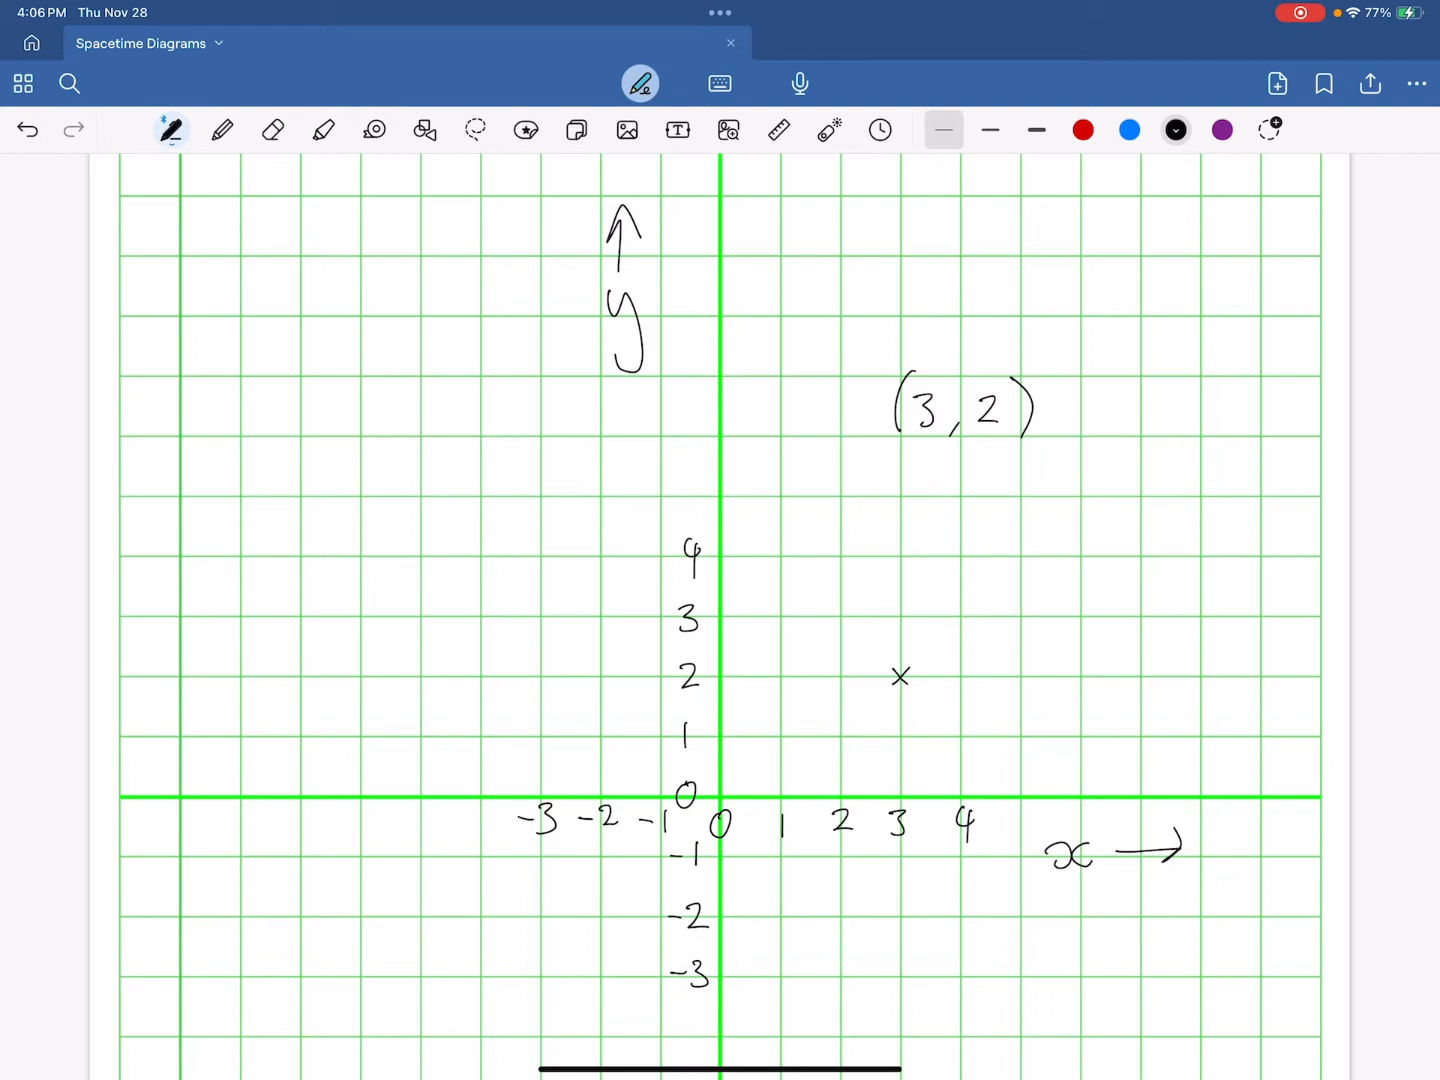 4:06 PM Thu Nov 28
77%
Spacetime Diagrams
T
y
(3, 2)
4
3
2
x
1
0
-3 -2 -1 0 1 2 3 4
x
-1
-2
-3